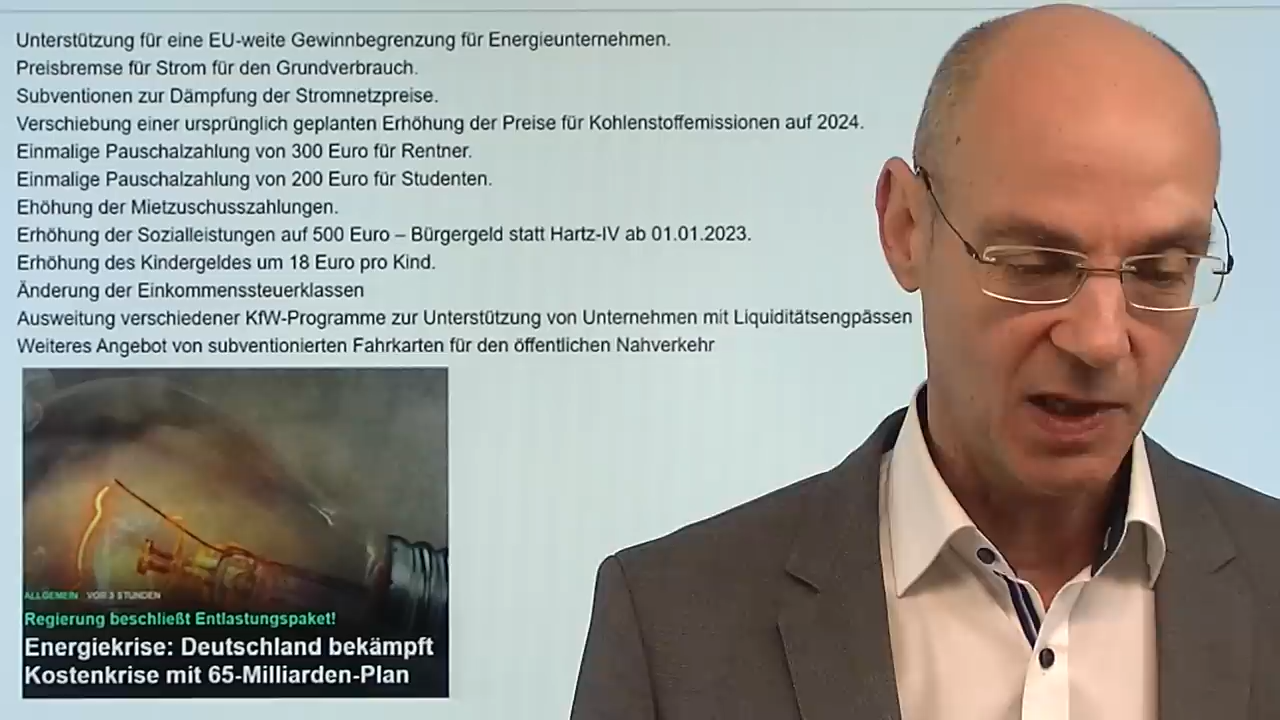 Unterstützung für eine EU-weite Gewinnbegrenzung für Energieunternehmen.
Preisbremse für Strom für den Grundverbrauch.
Subventionen zur Dämpfung der Stromnetzpreise.
Verschiebung einer ursprünglich geplanten Erhöhung der Preise für Kohlenstoffemissionen auf 2024.
Einmalige Pauschalzahlung von 300 Euro für Rentner.
Einmalige Pauschalzahlung von 200 Euro für Studenten.
Ehöhung der Mietzuschusszahlungen.
Erhöhung der Sozialleistungen auf 500 Euro – Bürgergeld statt Hartz-IV ab 01.01.2023.
Erhöhung des Kindergeldes um 18 Euro pro Kind.
Änderung der Einkommenssteuerklassen
Ausweitung verschiedener KfW-Programme zur Unterstützung von Unternehmen mit Liquiditätsengpässen
Weiteres Angebot von subventionierten Fahrkarten für den öffentlichen Nahverkehr
ALLGEMEIN VOR 3 STUNDEN
Regierung beschließt Entlastungspaket!
Energiekrise: Deutschland bekämpft
Kostenkrise mit 65-Milliarden-Plan